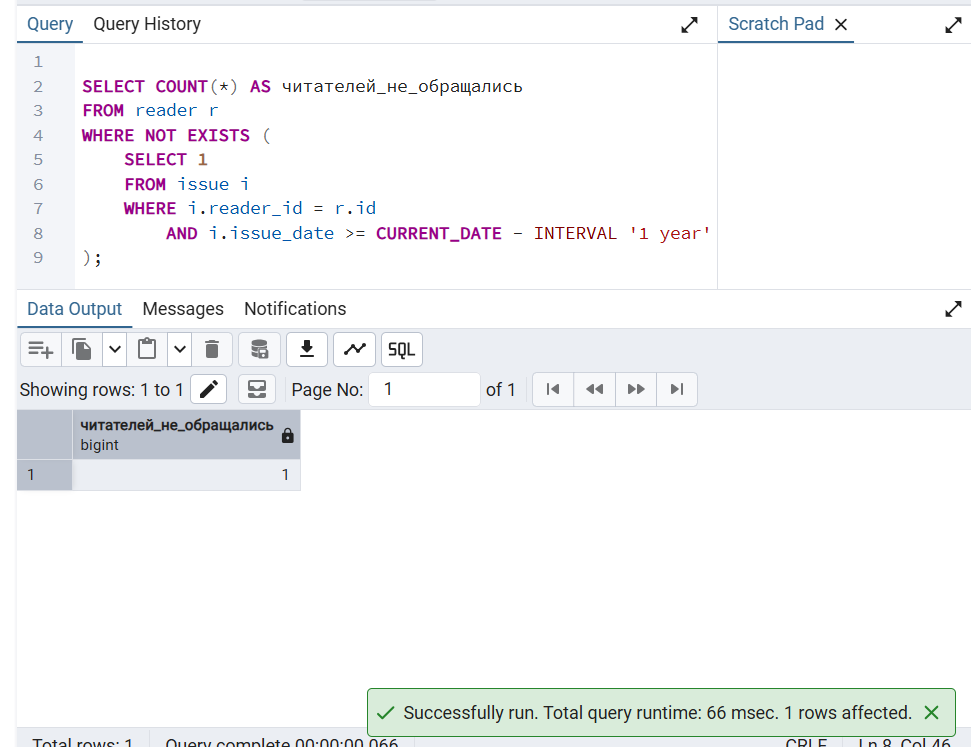 Query Query History Scratch Pad
1
2 SELECT COUNT(*) AS читателей_не_обращались
3 FROM reader r
4 WHERE NOT EXISTS (
5 SELECT 1
6 FROM issue i
7 WHERE i.reader_id = r.id
8 AND i.issue_date >= CURRENT_DATE - INTERVAL '1 year'
9 );
Data Output Messages Notifications
SQL
Showing rows: 1 to 1 Page No: 1 of 1
читателей_не_обращались
bigint
1 1
Successfully run. Total query runtime: 66 msec. 1 rows affected.
Total rows: 1 Query complete 00:00:00.066 CRLF Ln 8, Col 46